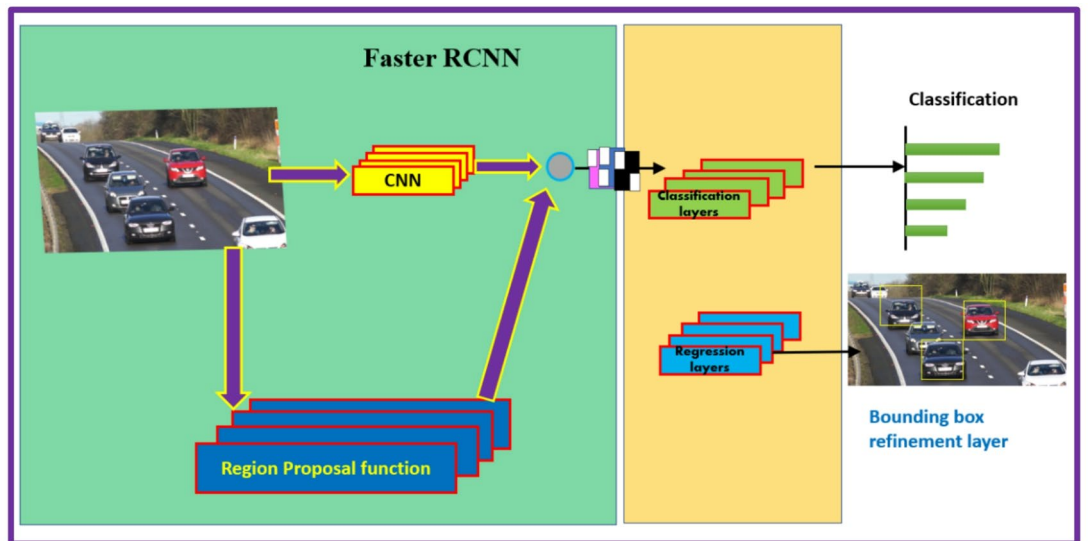 Faster RCNN
CNN
Region Proposal function
Classification
layers
Regression
layers
Classification
Bounding box
refinement layer